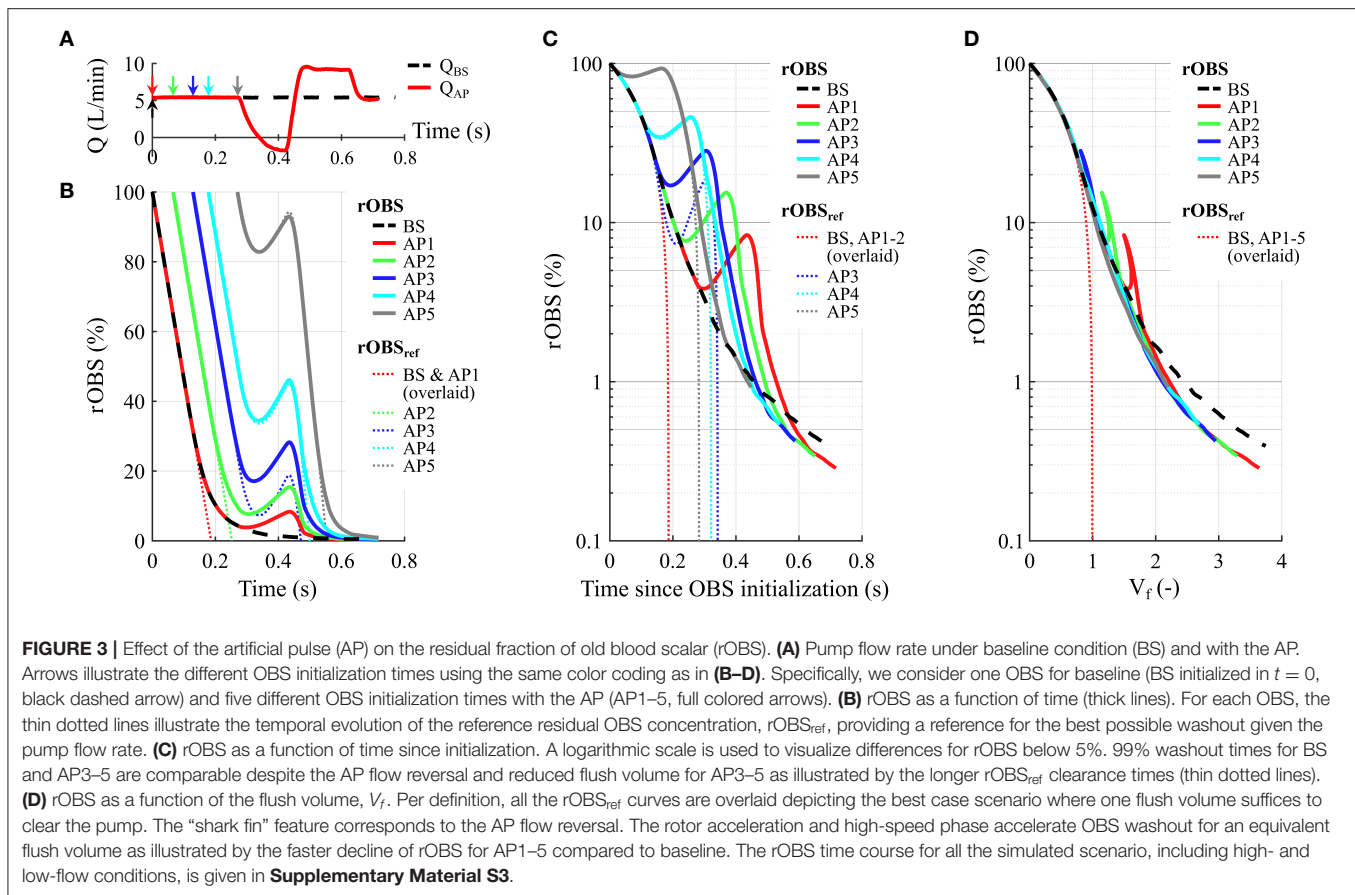 A
Q (L/min)
10
5
0
0
0.2
0.4
0.6
0.8
Time (s)
Q_BS
Q_AP
B
rOBS (%)
100
80
60
40
20
0
0
0.2
0.4
0.6
0.8
Time (s)
rOBS
BS
AP1
AP2
AP3
AP4
AP5
rOBS_ref
BS & AP1
(overlaid)
AP2
AP3
AP4
AP5
C
rOBS (%)
100
10
1
0.1
0
0.2
0.4
0.6
0.8
Time since OBS initialization (s)
rOBS
BS
AP1
AP2
AP3
AP4
AP5
rOBS_ref
BS, AP1-2
(overlaid)
AP3
AP4
AP5
D
rOBS (%)
100
10
1
0.1
0
1
2
3
4
V_f (-)
rOBS
BS
AP1
AP2
AP3
AP4
AP5
rOBS_ref
BS, AP1-5
(overlaid)
FIGURE 3 | Effect of the artificial pulse (AP) on the residual fraction of old blood scalar (rOBS). (A) Pump flow rate under baseline condition (BS) and with the AP.
Arrows illustrate the different OBS initialization times using the same color coding as in (B–D). Specifically, we consider one OBS for baseline (BS initialized in t = 0,
black dashed arrow) and five different OBS initialization times with the AP (AP1–5, full colored arrows). (B) rOBS as a function of time (thick lines). For each OBS, the
thin dotted lines illustrate the temporal evolution of the reference residual OBS concentration, rOBS_ref, providing a reference for the best possible washout given the
pump flow rate. (C) rOBS as a function of time since initialization. A logarithmic scale is used to visualize differences for rOBS below 5%. 99% washout times for BS
and AP3–5 are comparable despite the AP flow reversal and reduced flush volume for AP3–5 as illustrated by the longer rOBS_ref clearance times (thin dotted lines).
(D) rOBS as a function of the flush volume, V_f. Per definition, all the rOBS_ref curves are overlaid depicting the best case scenario where one flush volume suffices to
clear the pump. The “shark fin” feature corresponds to the AP flow reversal. The rotor acceleration and high-speed phase accelerate OBS washout for an equivalent
flush volume as illustrated by the faster decline of rOBS for AP1–5 compared to baseline. The rOBS time course for all the simulated scenario, including high- and
low-flow conditions, is given in Supplementary Material S3.